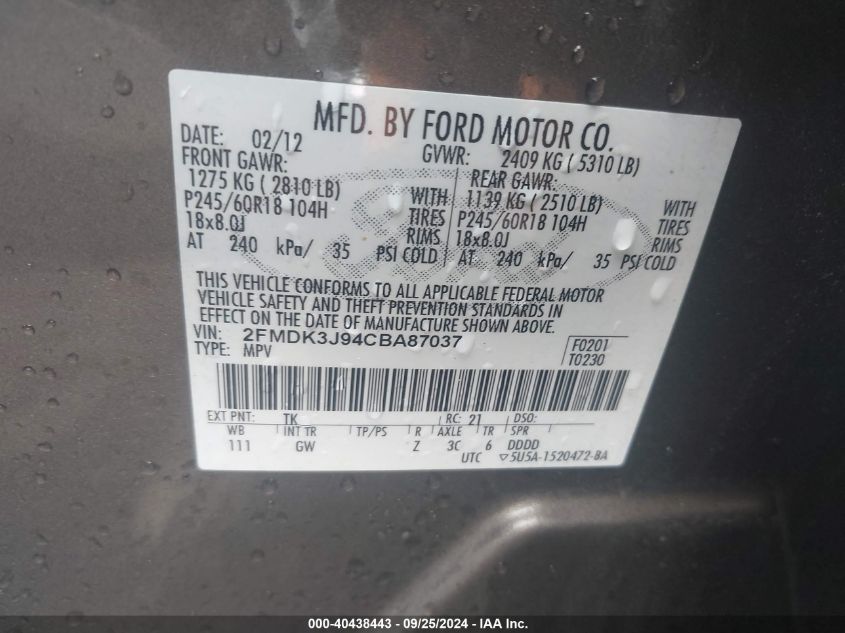 MFD. BY FORD MOTOR CO.
DATE: 02/12 GVWR: 2409 KG ( 5310 LB)
FRONT GAWR: REAR GAWR:
1275 KG ( 2810 LB) WITH 1139 KG ( 2510 LB) WITH
P245/60R18 104H TIRES P245/60R18 104H TIRES
18x8.0J RIMS 18x8.0J RIMS
AT 240 kPa/ 35 PSI COLD AT 240 kPa/ 35 PSI COLD
THIS VEHICLE CONFORMS TO ALL APPLICABLE FEDERAL MOTOR
VEHICLE SAFETY AND THEFT PREVENTION STANDARDS IN
EFFECT ON THE DATE OF MANUFACTURE SHOWN ABOVE.
VIN: 2FMDK3J94CBA87037 F0201
TYPE: MPV T0230
EXT PNT: TK RC: 21 DSO:
WB INT TR TP/PS R AXLE TR SPR
111 GW Z 3C 6 DDDD
UTC ▽5U5A-1520472-BA
000-40438443 - 09/25/2024 - IAA Inc.